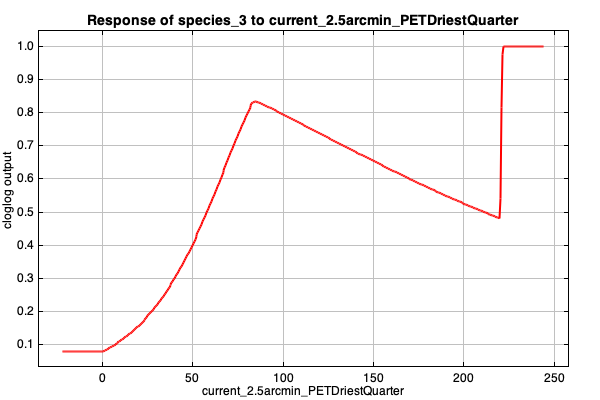 Response of species_3 to current_2.5arcmin_PETDriestQuarter
cloglog output
1.0
0.9
0.8
0.7
0.6
0.5
0.4
0.3
0.2
0.1
0 50 100 150 200 250
current_2.5arcmin_PETDriestQuarter